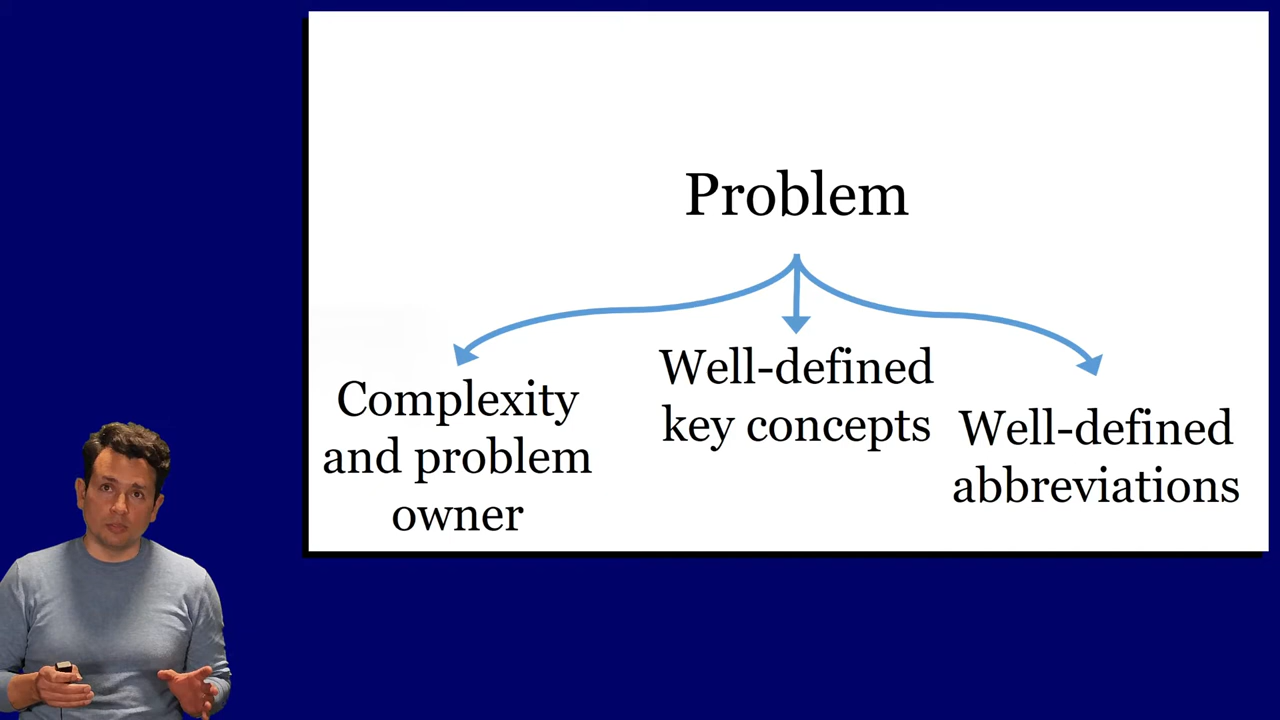 Problem
Complexity
and problem
owner
Well-defined
key concepts
Well-defined
abbreviations